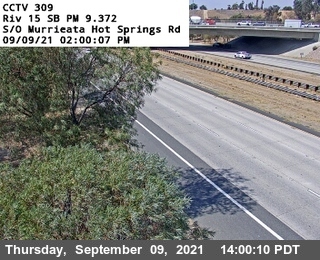 CCTV 309
Riv 15 SB PM 9.372
S/O Murrieata Hot Springs Rd
09/09/21 02:00:07 PM
Thursday, September 09, 2021 14:00:10 PDT